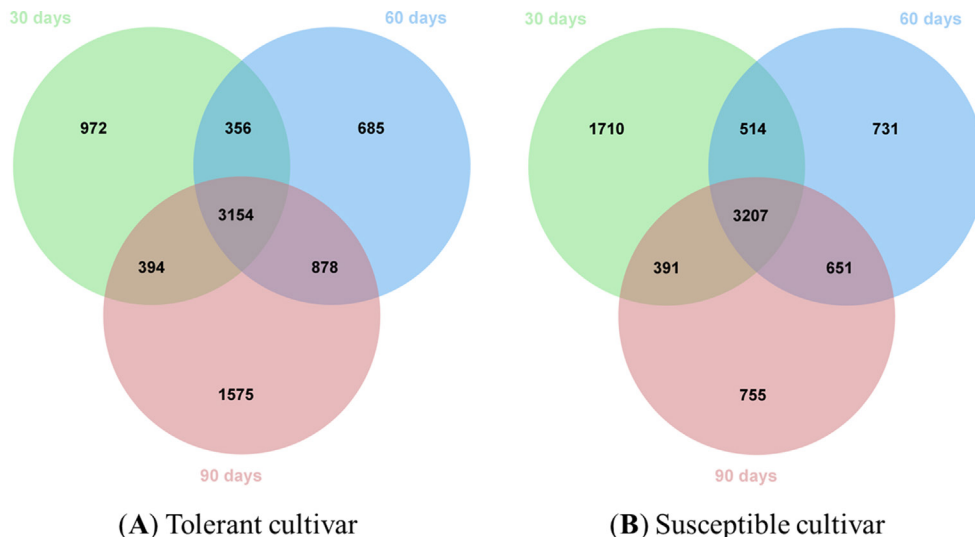 30 days
60 days
972
356
685
3154
394
878
1575
90 days
(A) Tolerant cultivar
30 days
60 days
1710
514
731
3207
391
651
755
90 days
(B) Susceptible cultivar